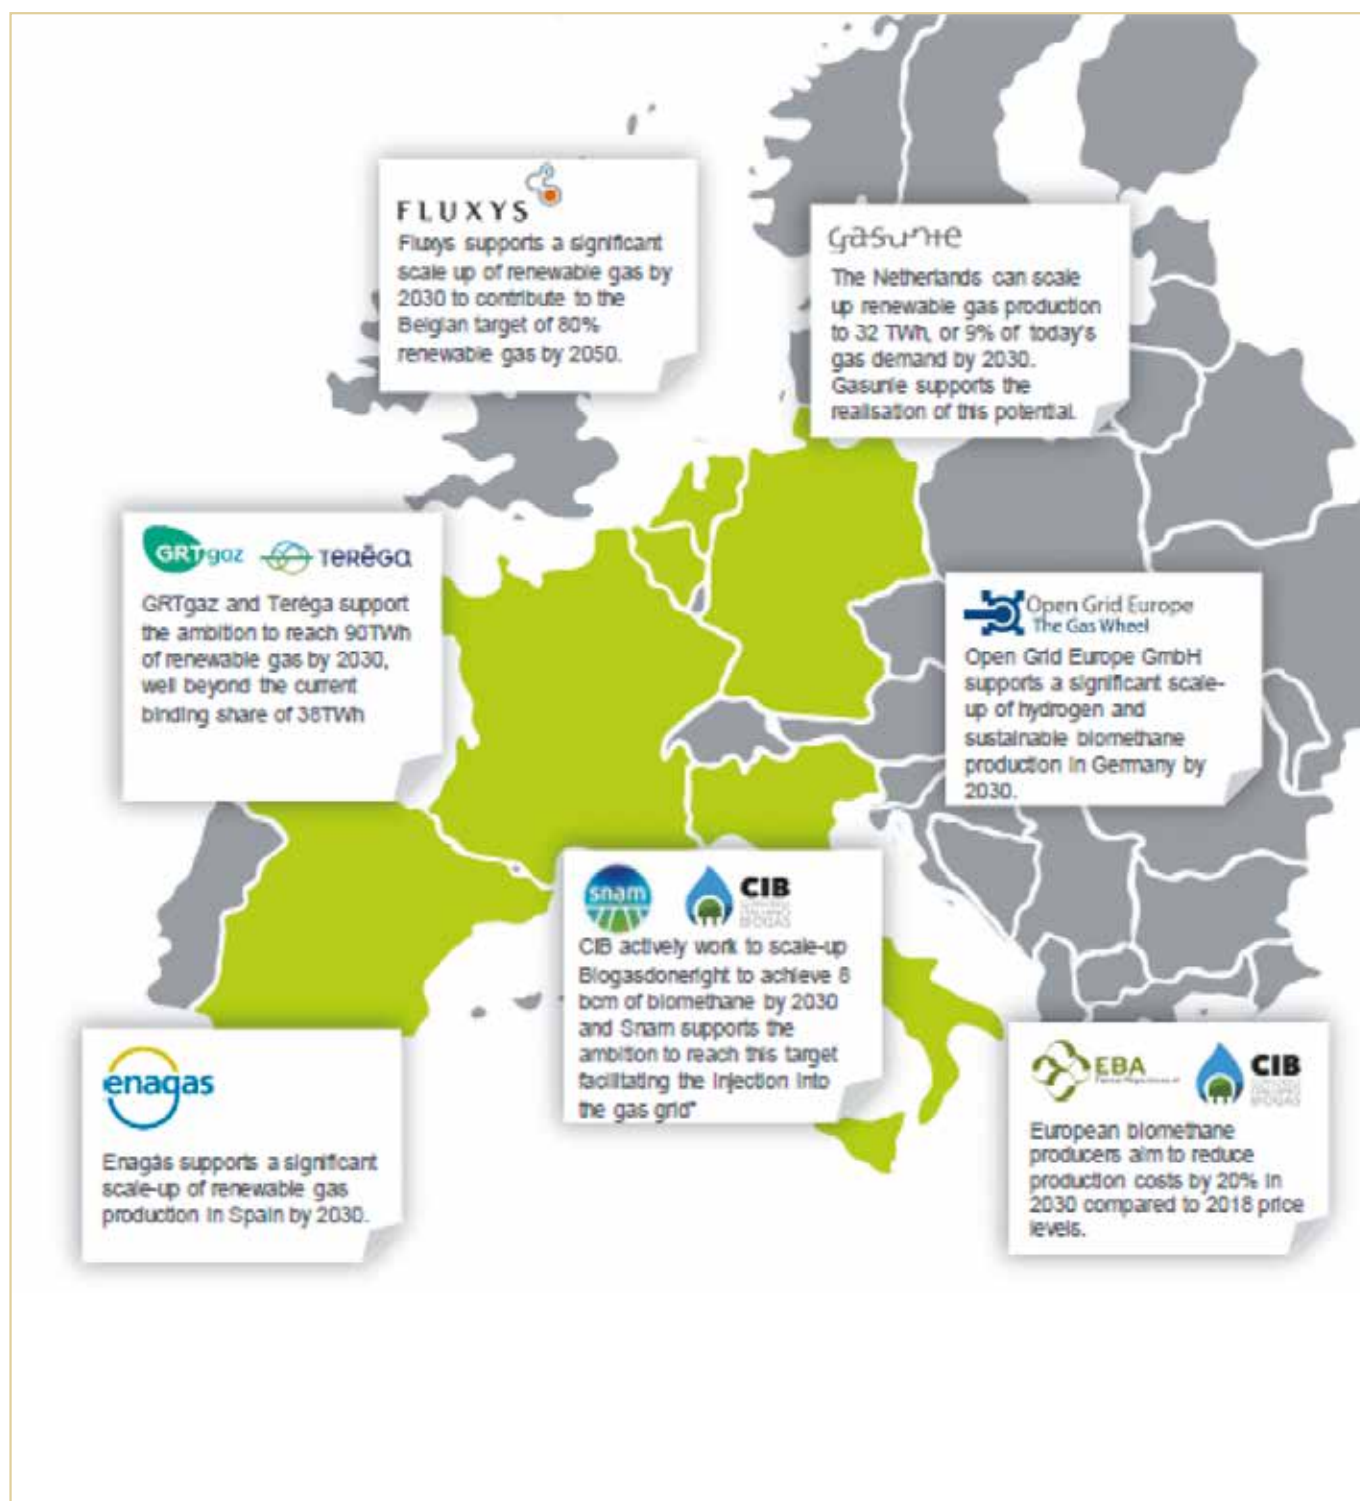 FLUXYS
Fluxys supports a significant
scale up of renewable gas by
2030 to contribute to the
Belgian target of 80%
renewable gas by 2050.
gasunie
The Netherlands can scale
up renewable gas production
to 32 TWh, or 9% of today's
gas demand by 2030.
Gasunie supports the
realisation of this potential.
GRTgaz TERĒGA
GRTgaz and Teréga support
the ambition to reach 90TWh
of renewable gas by 2030,
well beyond the current
binding share of 38TWh
Open Grid Europe
The Gas Wheel
Open Grid Europe GmbH
supports a significant scale-
up of hydrogen and
sustainable biomethane
production in Germany by
2030.
snam CIB
CIB actively work to scale-up
Biogasdoneright to achieve 8
bcm of biomethane by 2030
and Snam supports the
ambition to reach this target
facilitating the injection into
the gas grid"
enagas
Enagás supports a significant
scale-up of renewable gas
production in Spain by 2030.
EBA CIB
European biomethane
producers aim to reduce
production costs by 20% in
2030 compared to 2018 price
levels.